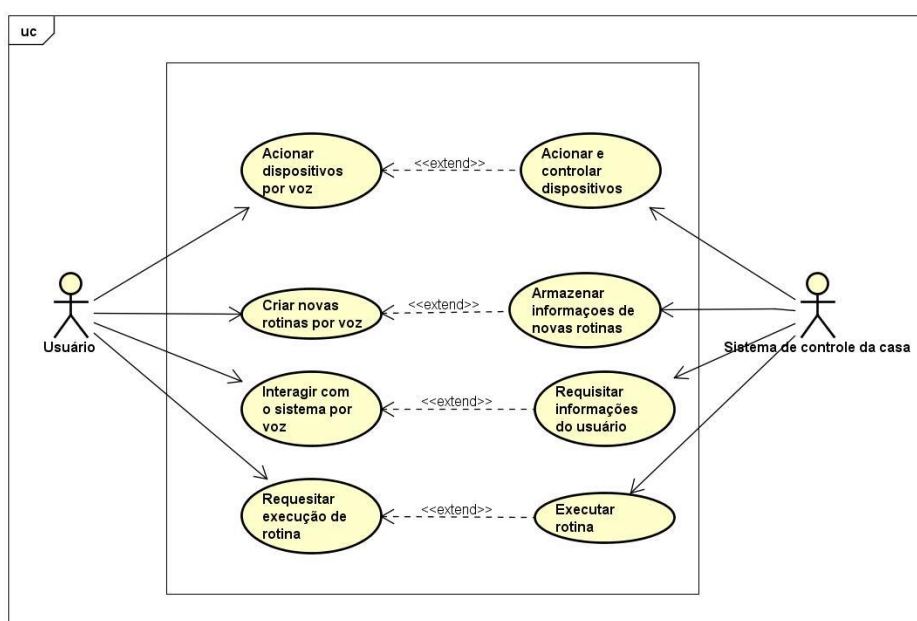 uc
Acionar
dispositivos
por voz
<<extend>>
Acionar e
controlar
dispositivos
Criar novas
rotinas por voz
<<extend>>
Armazenar
informaçoes de
novas rotinas
Usuário
Sistema de controle da casa
Interagir com
o sistema por
voz
<<extend>>
Requisitar
informações
do usuário
Requesitar
execução de
rotina
<<extend>>
Executar
rotina